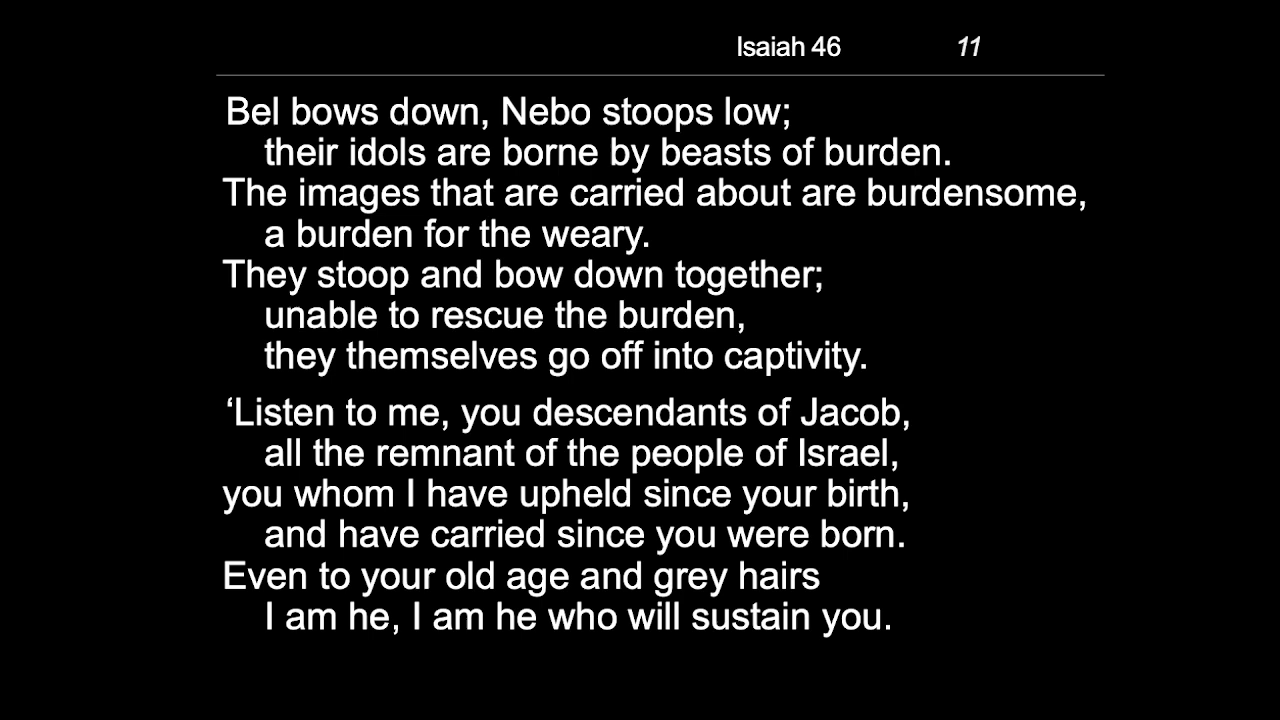 Isaiah 46 11
Bel bows down, Nebo stoops low;
their idols are borne by beasts of burden.
The images that are carried about are burdensome,
a burden for the weary.
They stoop and bow down together;
unable to rescue the burden,
they themselves go off into captivity.
‘Listen to me, you descendants of Jacob,
all the remnant of the people of Israel,
you whom I have upheld since your birth,
and have carried since you were born.
Even to your old age and grey hairs
I am he, I am he who will sustain you.